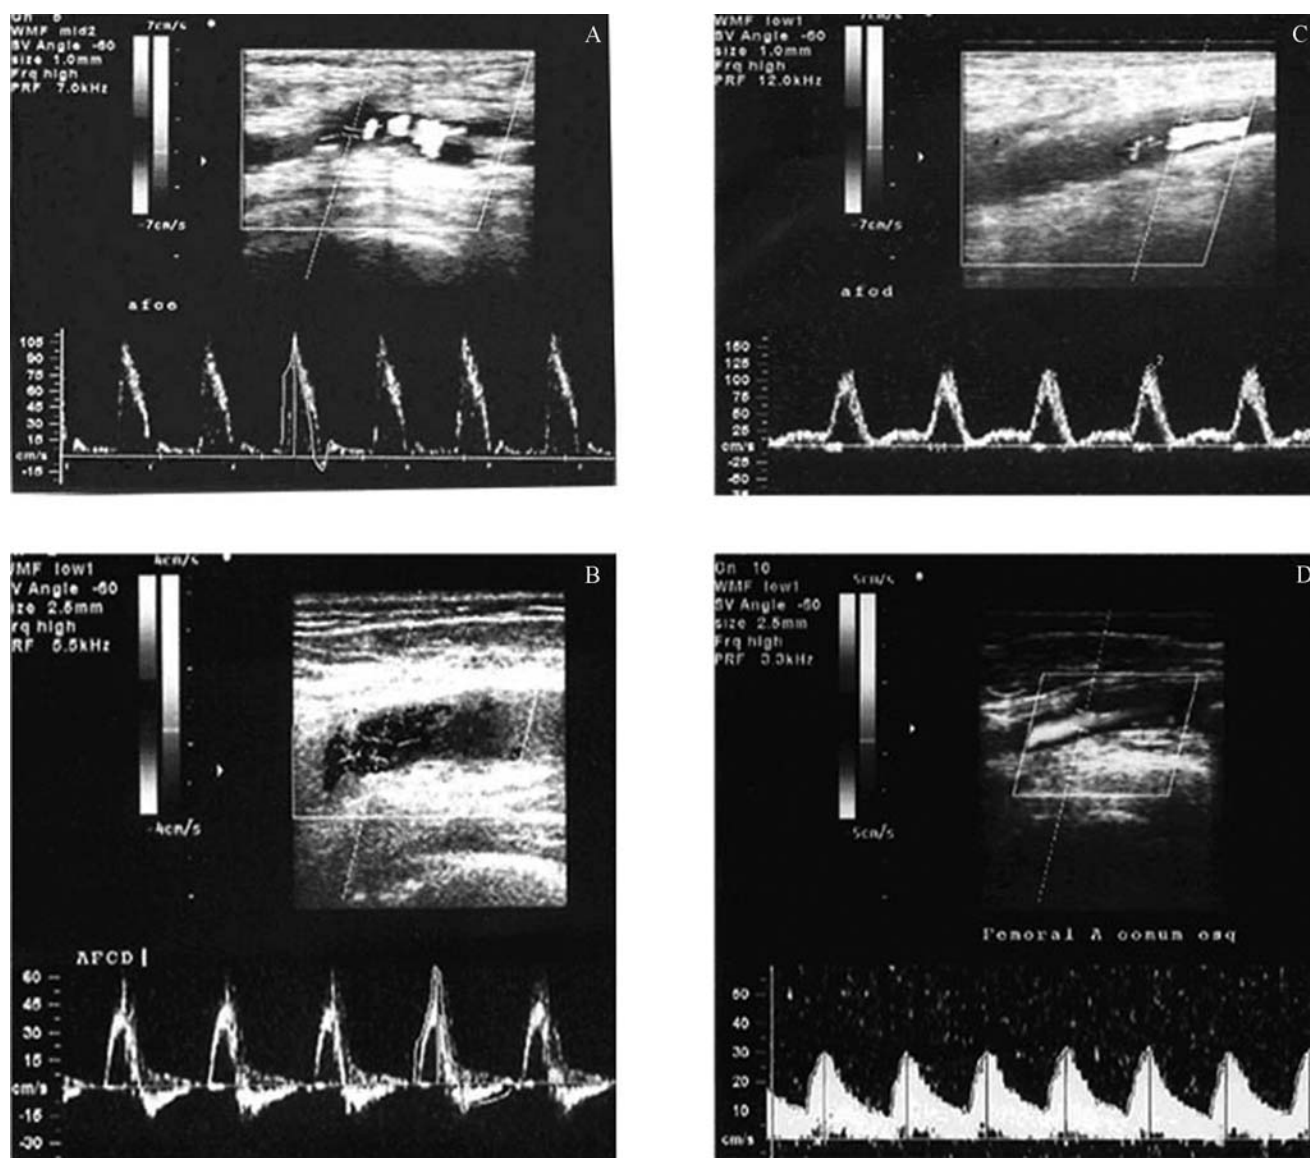 WMF mid2
SV Angle -60
size 1.0mm
Frq high
PRF 7.0kHz
7cm/s
A
-7cm/s
105
90
75
60
45
30
15
cm/s
-15
7cm/s
C
WMF low1
SV Angle -60
size 1.0mm
Frq high
PRF 12.0kHz
-7cm/s
afcd
150
125
100
75
50
25
cm/s
-25
-50
2
4cm/s
B
WMF low1
V Angle -60
size 2.5mm
rq high
RF 5.5kHz
-4cm/s
AFCD
60
45
30
15
cm/s
-15
-30
Gn 10
5cm/s
D
WMF low1
SV Angle -60
size 2.5mm
Frq high
PRF 3.3kHz
5cm/s
Femoral A comum esq
50
40
30
20
10
cm/s